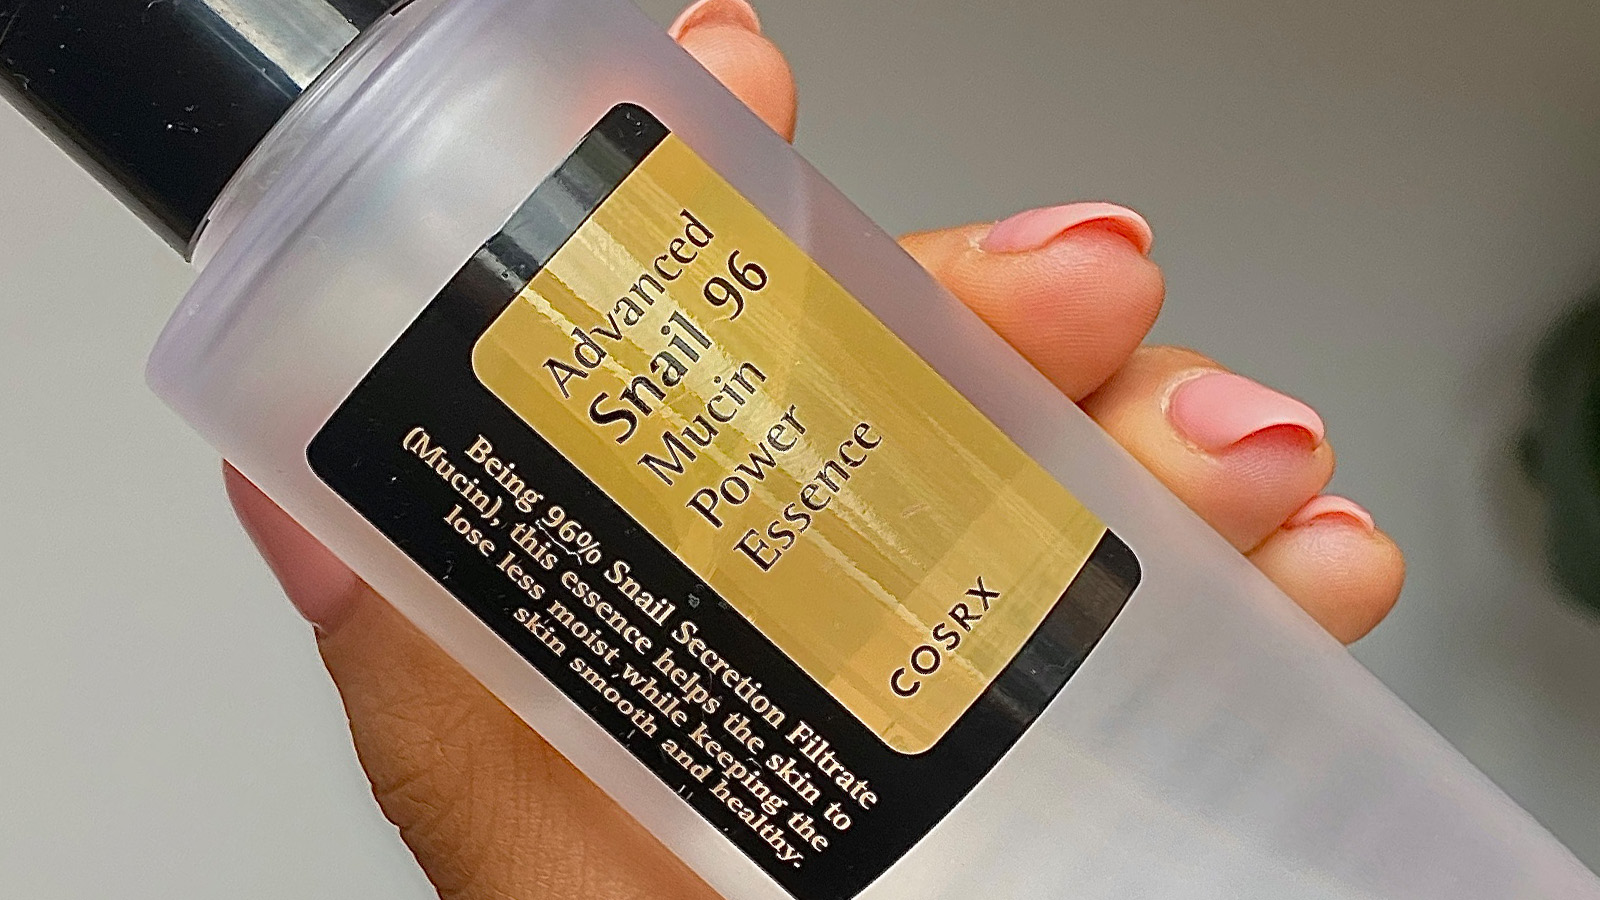 Advanced
Snail 96
Mucin
Power
Essence
COSRX
Being 96% Snail Secretion Filtrate
(Mucin), this essence helps the skin to
lose less moist while keeping the
skin smooth and healthy.